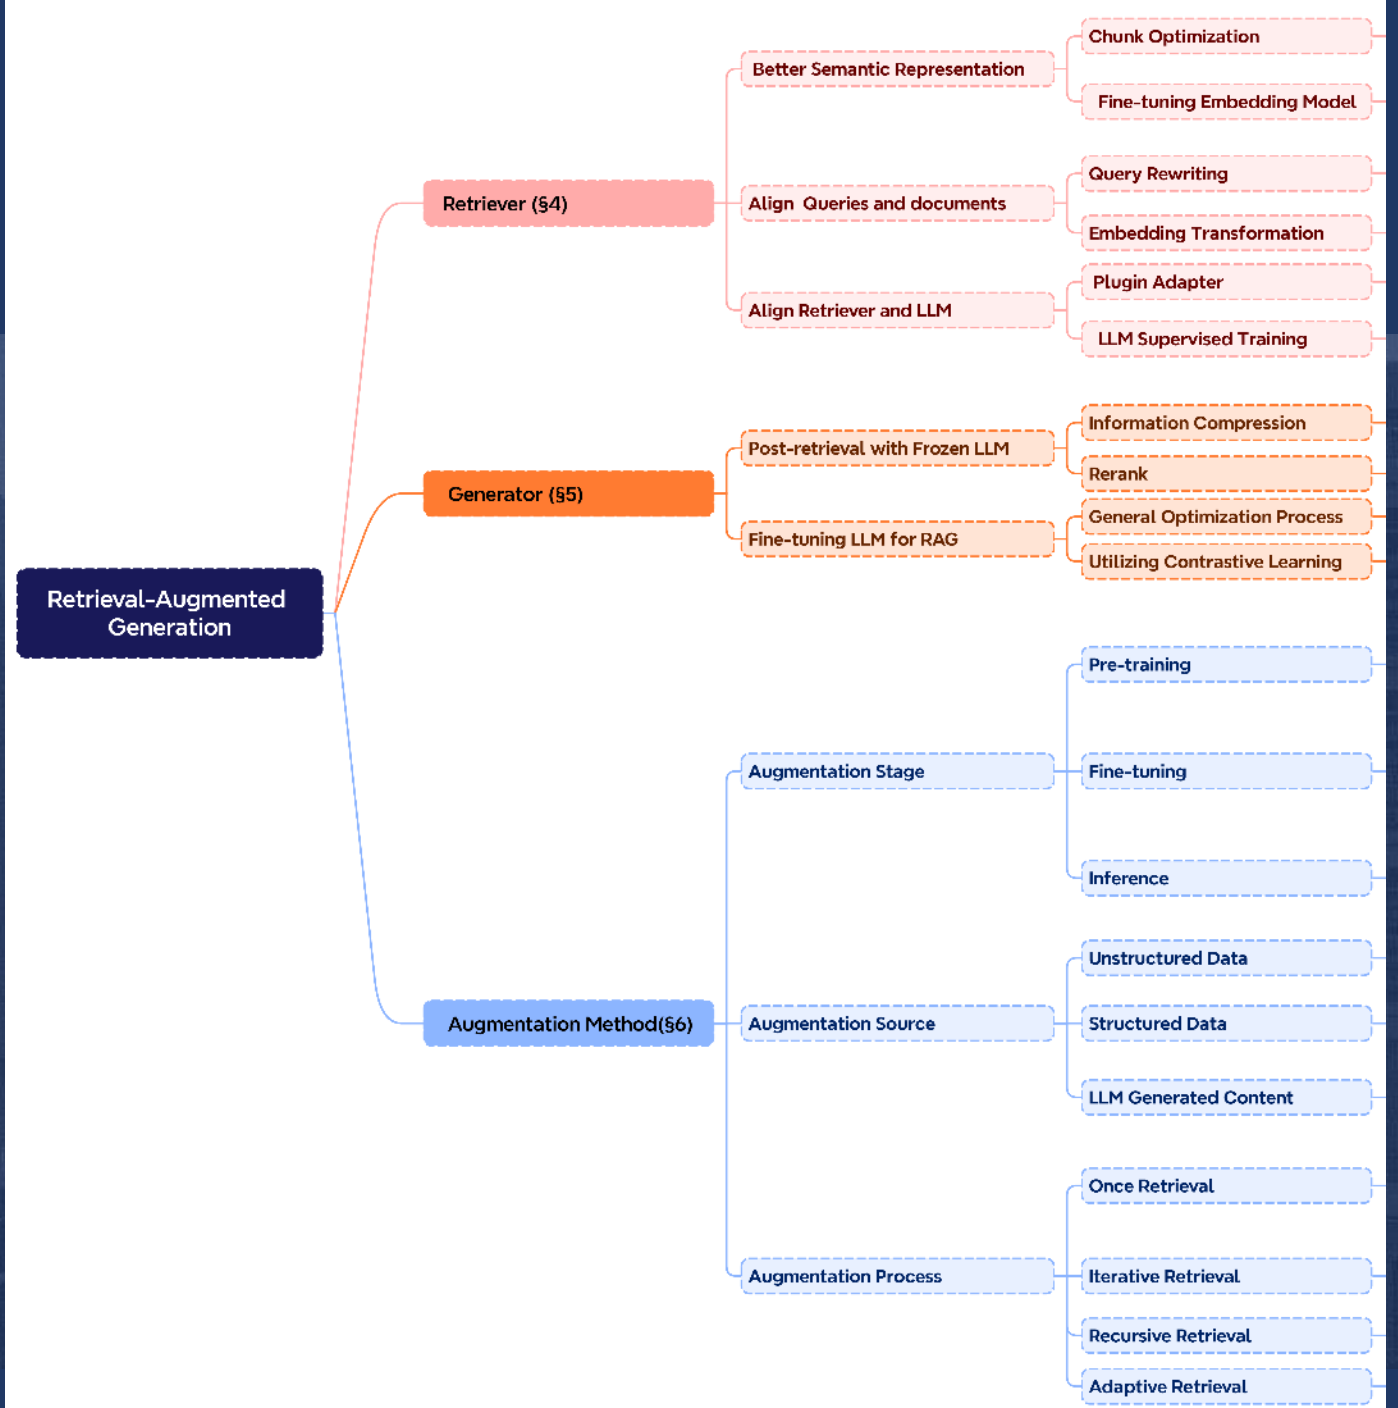 Retrieval-Augmented
Generation
Retriever (§4)
Better Semantic Representation
Chunk Optimization
Fine-tuning Embedding Model
Align Queries and documents
Query Rewriting
Embedding Transformation
Align Retriever and LLM
Plugin Adapter
LLM Supervised Training
Generator (§5)
Post-retrieval with Frozen LLM
Information Compression
Rerank
Fine-tuning LLM for RAG
General Optimization Process
Utilizing Contrastive Learning
Augmentation Method(§6)
Augmentation Stage
Pre-training
Fine-tuning
Inference
Augmentation Source
Unstructured Data
Structured Data
LLM Generated Content
Augmentation Process
Once Retrieval
Iterative Retrieval
Recursive Retrieval
Adaptive Retrieval